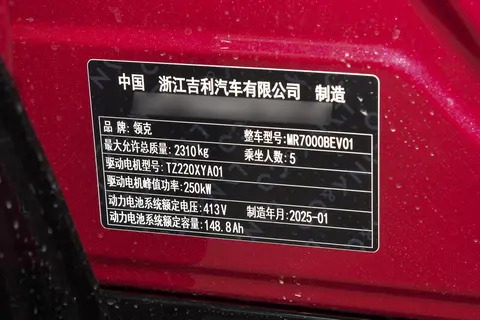 中国 浙江吉利汽车有限公司 制造
品牌:领克 整车型号:MR7000BEV01
最大允许总质量:2310kg 乘坐人数:5
驱动电机型号:TZ220XYA01
驱动电机峰值功率:250kW
动力电池系统额定电压:413V 制造年月:2025-01
动力电池系统额定容量:148.8Ah